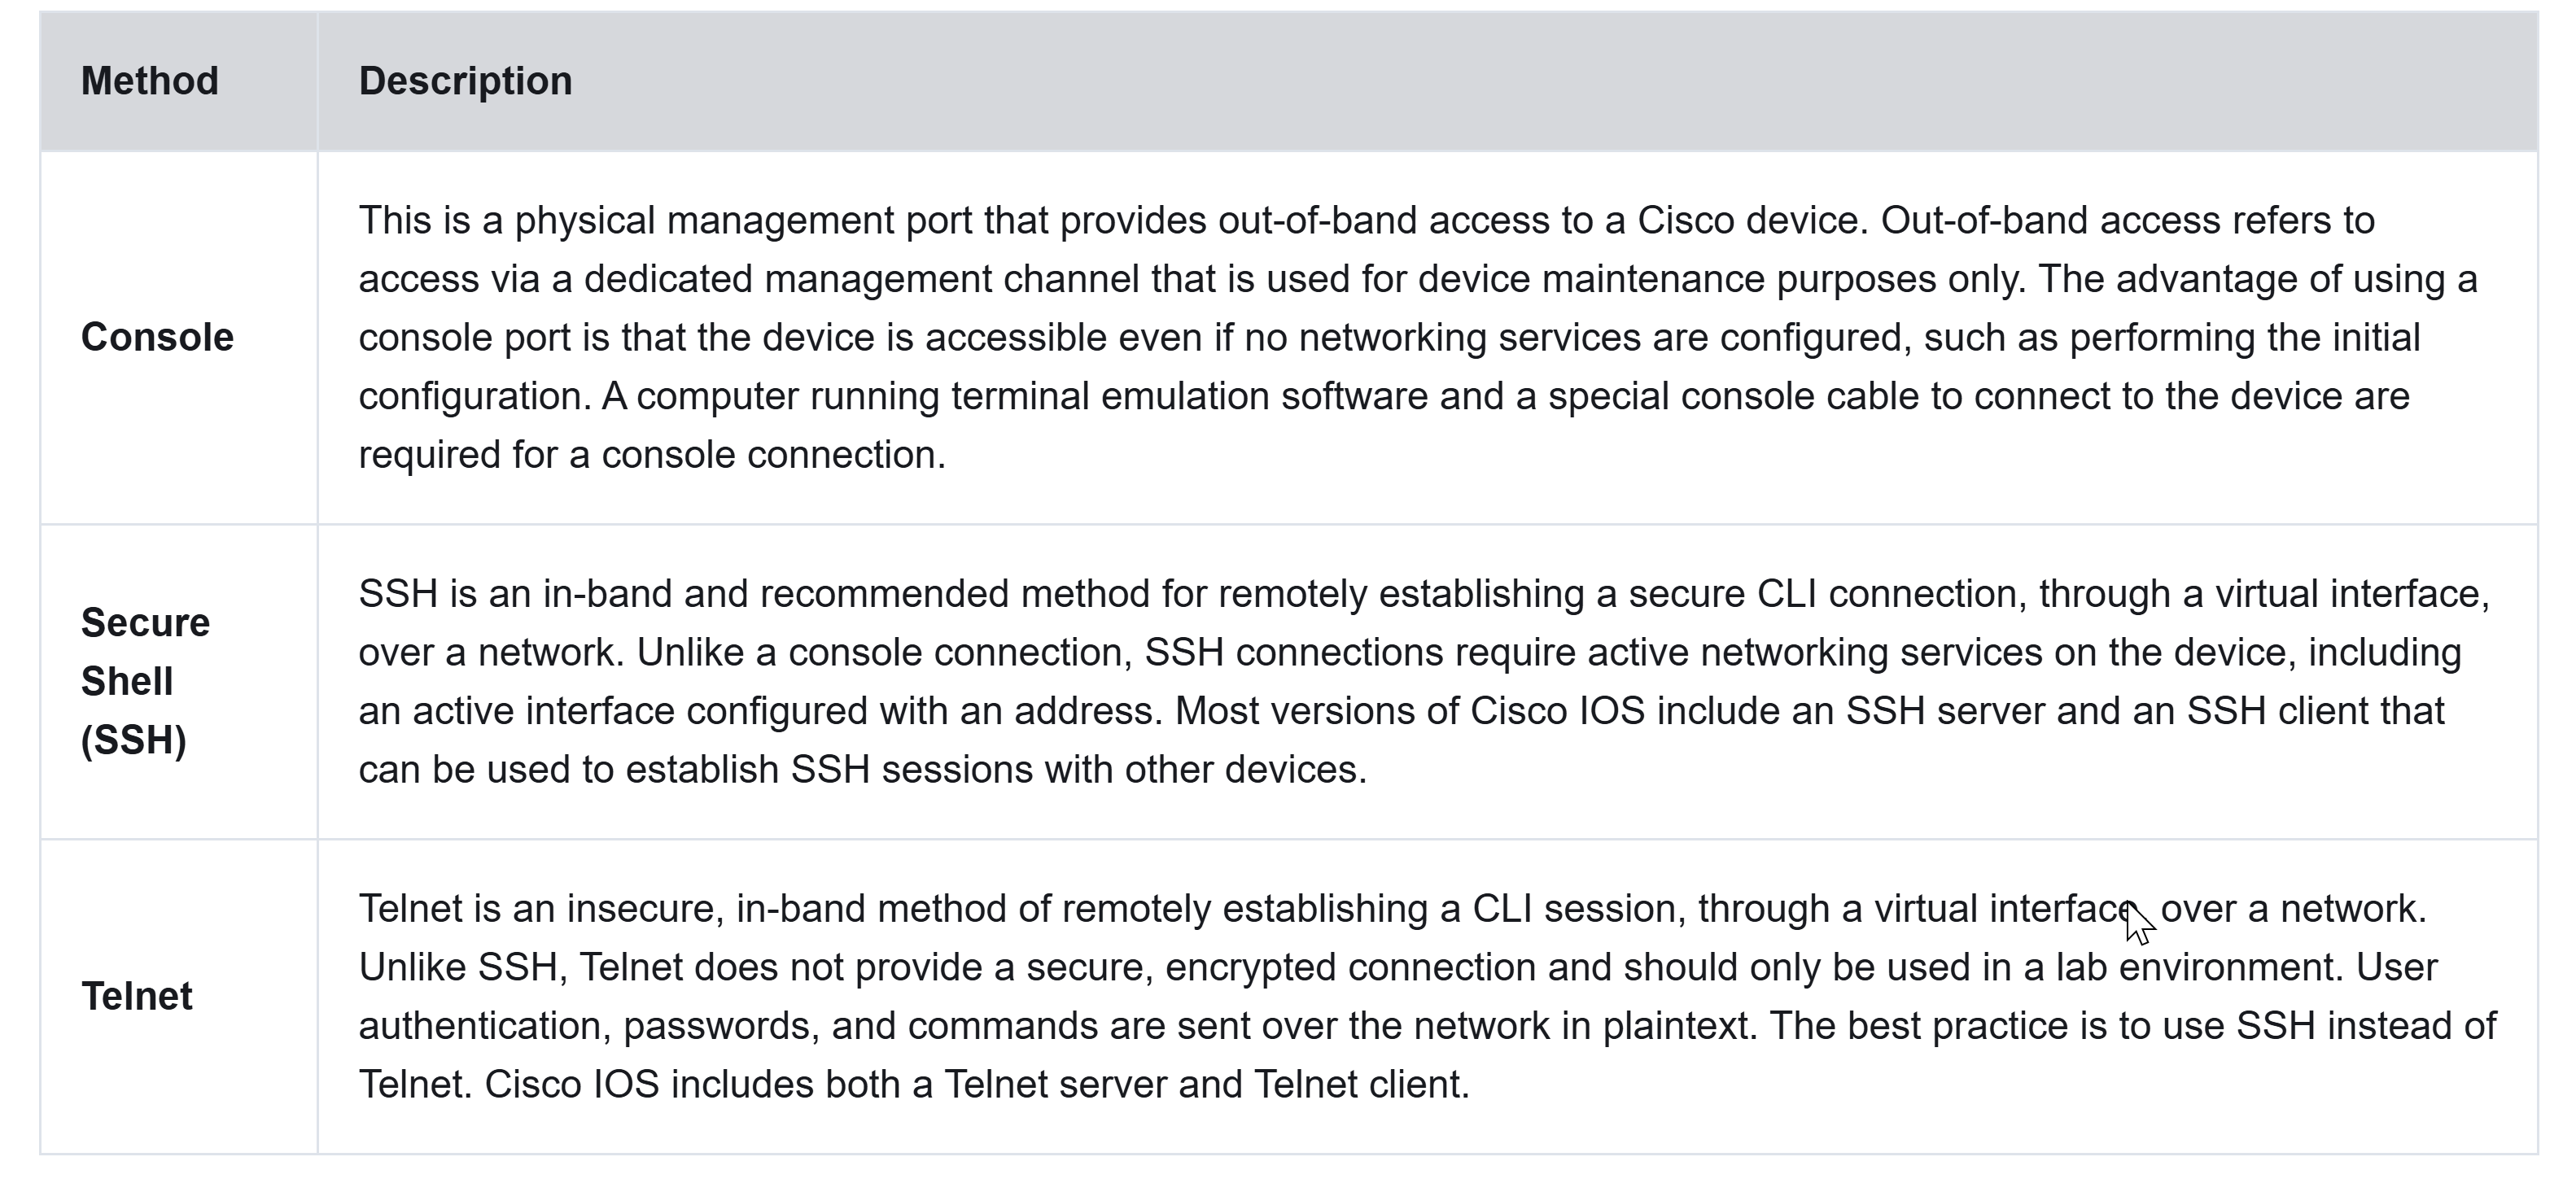 Method
Description
Console
This is a physical management port that provides out-of-band access to a Cisco device. Out-of-band access refers to
access via a dedicated management channel that is used for device maintenance purposes only. The advantage of using a
console port is that the device is accessible even if no networking services are configured, such as performing the initial
configuration. A computer running terminal emulation software and a special console cable to connect to the device are
required for a console connection.
Secure
Shell
(SSH)
SSH is an in-band and recommended method for remotely establishing a secure CLI connection, through a virtual interface,
over a network. Unlike a console connection, SSH connections require active networking services on the device, including
an active interface configured with an address. Most versions of Cisco IOS include an SSH server and an SSH client that
can be used to establish SSH sessions with other devices.
Telnet
Telnet is an insecure, in-band method of remotely establishing a CLI session, through a virtual interface, over a network.
Unlike SSH, Telnet does not provide a secure, encrypted connection and should only be used in a lab environment. User
authentication, passwords, and commands are sent over the network in plaintext. The best practice is to use SSH instead of
Telnet. Cisco IOS includes both a Telnet server and Telnet client.